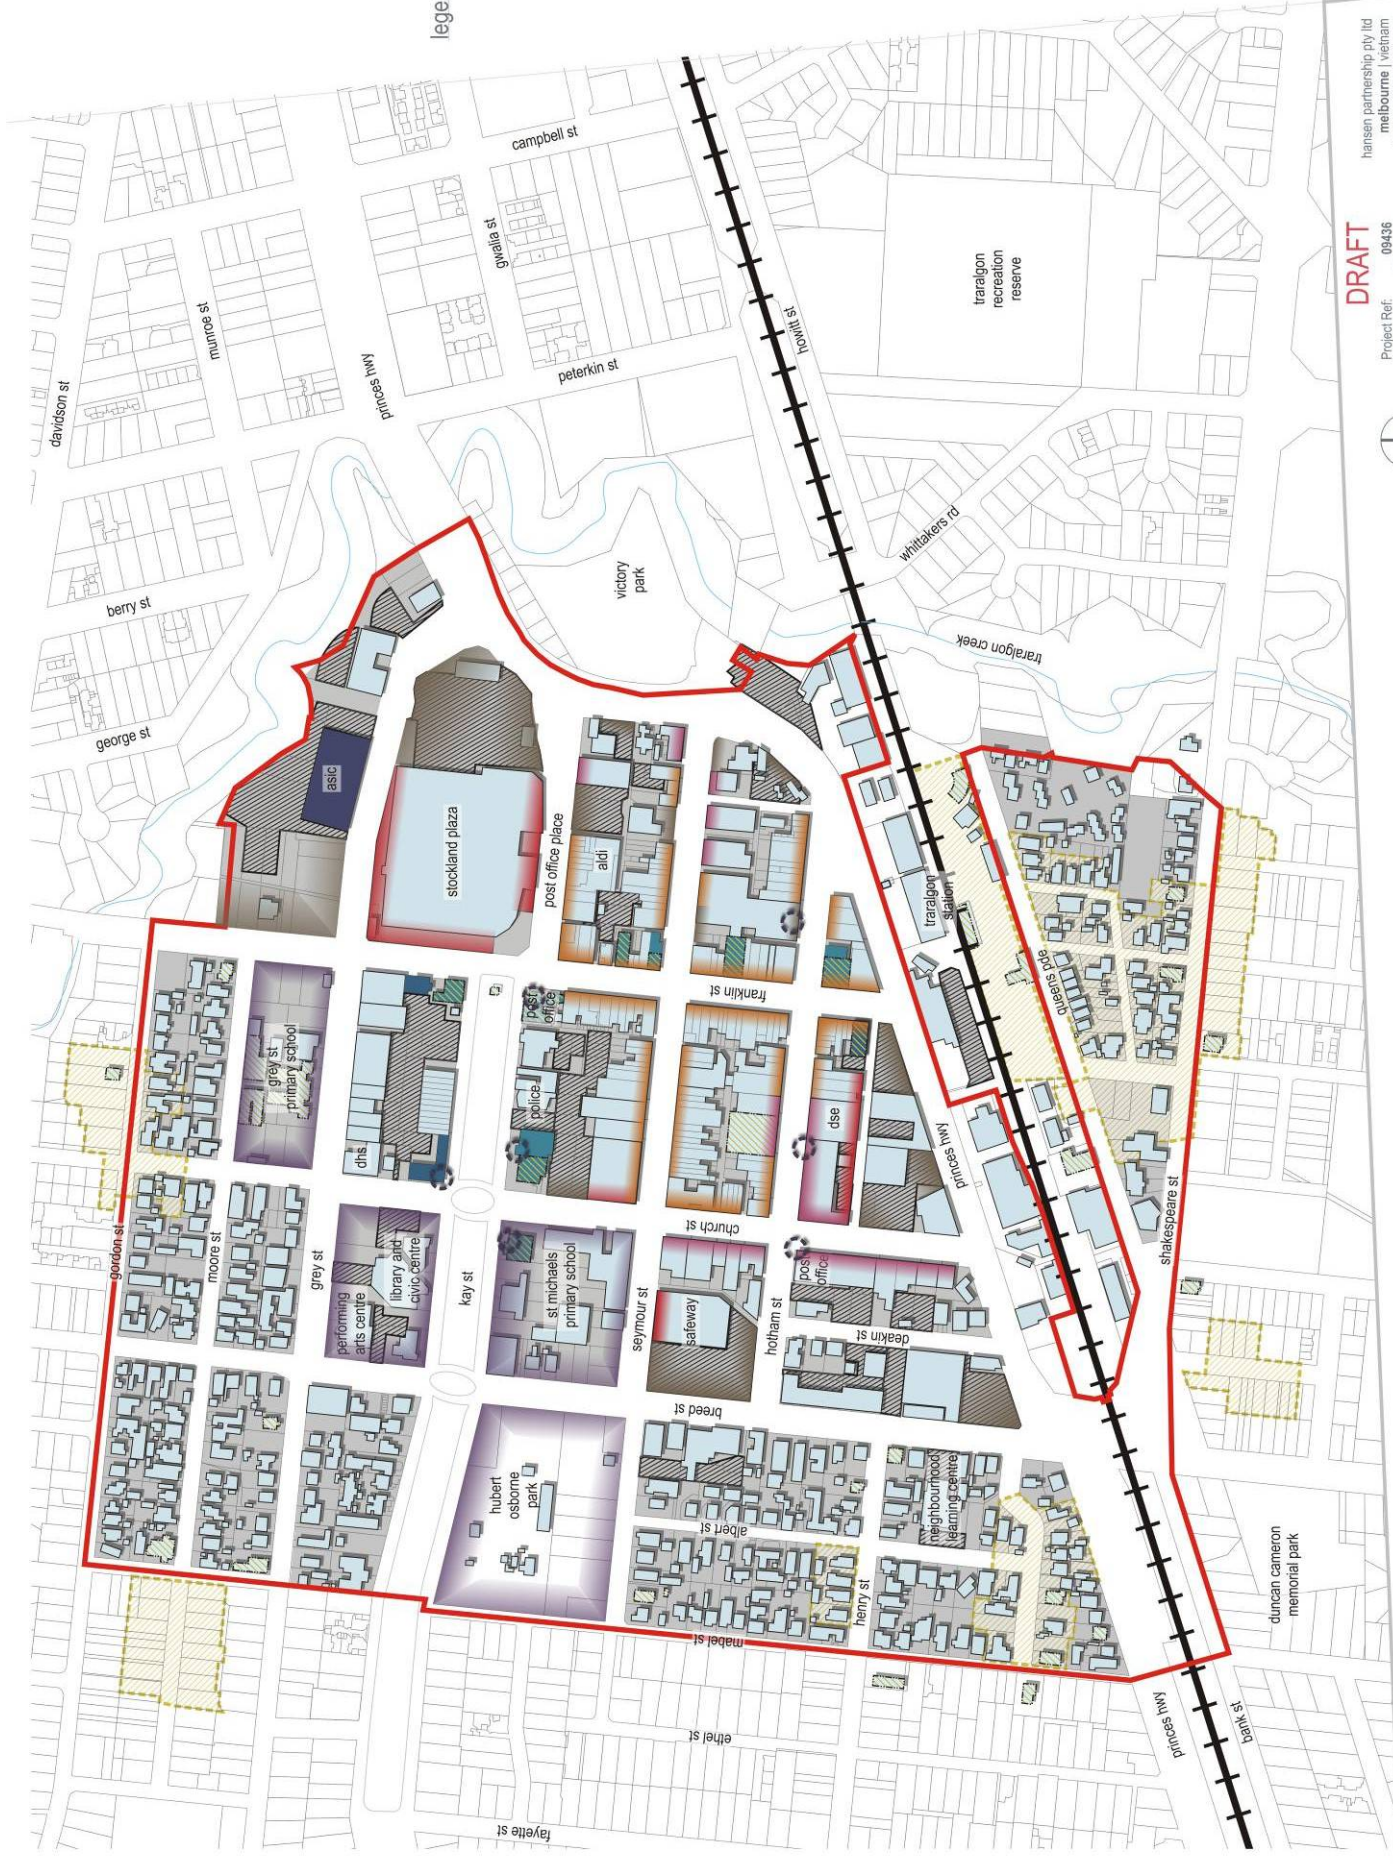 lege
campbell st
gwalia st
davidson st
munroe st
princes hwy
peterkin st
howitt st
traralgon
recreation
reserve
hansen partnership pty ltd
melbourne | vietnam
DRAFT
Project Ref:
09436
berry st
george st
victory
park
whittakers rd
traralgon creek
asic
stockland plaza
post office place
aldi
traralgon
station
queens pde
franklin st
grey st
primary school
post
office
police
dhs
dse
princes hwy
church st
shakespeare st
gordon st
moore st
grey st
performing
arts centre
library and
civic centre
kay st
st michaels
primary school
seymour st
safeway
hotham st
post
office
deakin st
breed st
hubert
osborne
park
albert st
neighbourhood
learning centre
henry st
mabel st
duncan cameron
memorial park
ethel st
princes hwy
bank st
fayette st